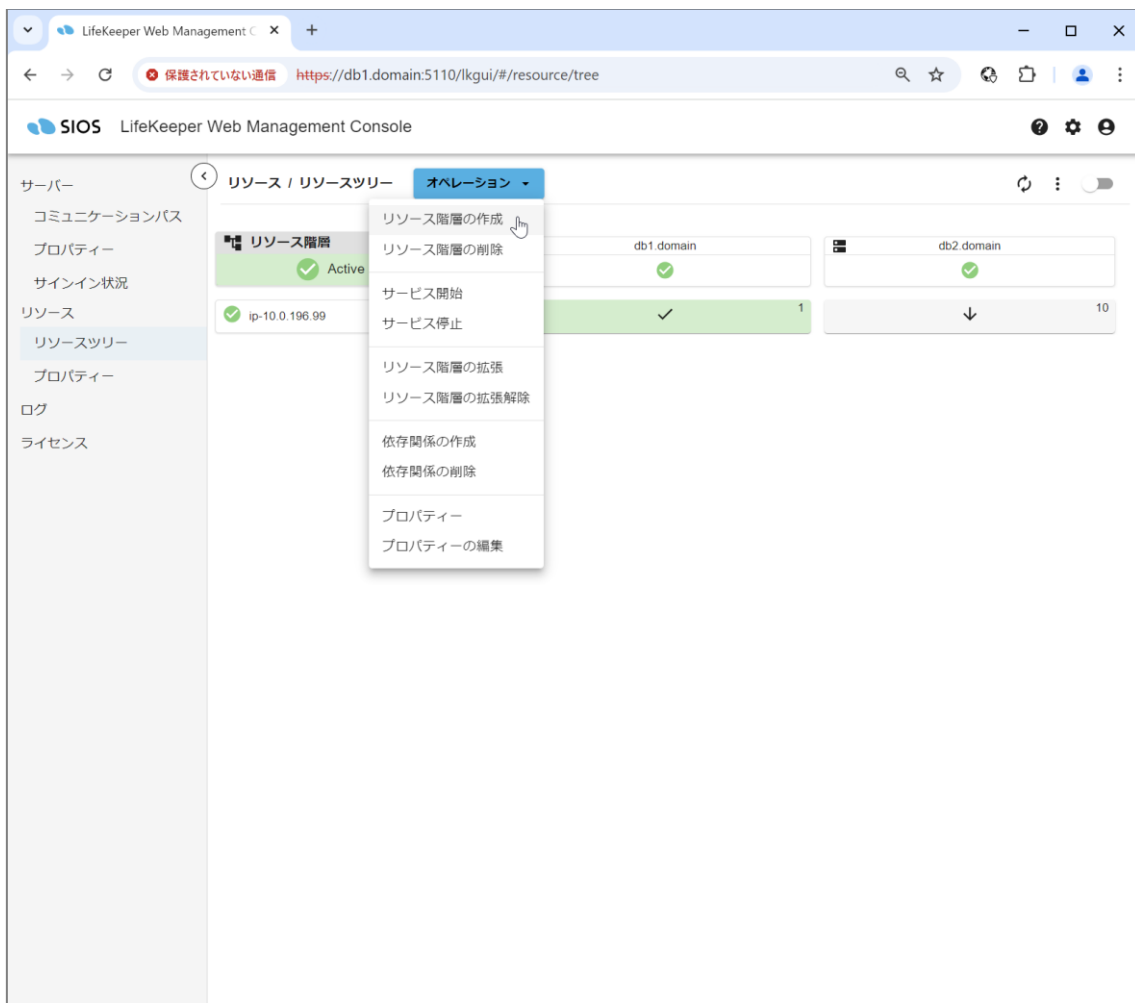 LifeKeeper Web Management C
保護されていない通信 https://db1.domain:5110/lkgui/#/resource/tree
SIOS LifeKeeper Web Management Console
サーバー
コミュニケーションパス
プロパティー
サインイン状況
リソース
リソースツリー
プロパティー
ログ
ライセンス
リソース / リソースツリー オペレーション
リソース階層の作成
リソース階層の削除
サービス開始
サービス停止
リソース階層の拡張
リソース階層の拡張解除
依存関係の作成
依存関係の削除
プロパティー
プロパティーの編集
リソース階層 db1.domain db2.domain
Active
ip-10.0.196.99 1 10